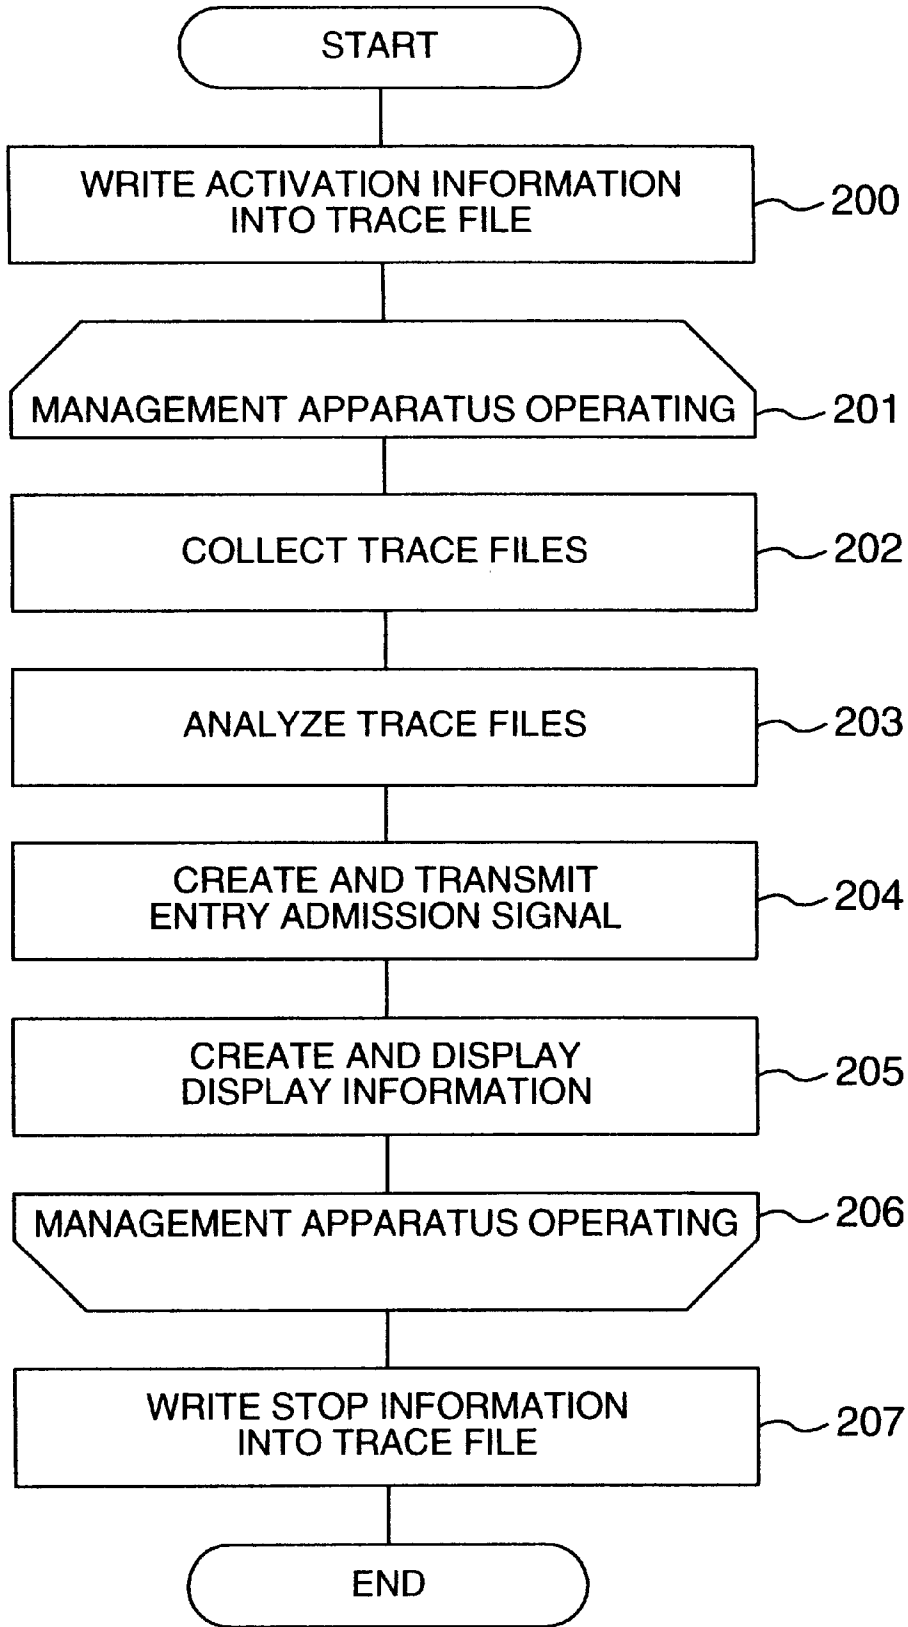 START
WRITE ACTIVATION INFORMATION
INTO TRACE FILE
200
MANAGEMENT APPARATUS OPERATING
201
COLLECT TRACE FILES
202
ANALYZE TRACE FILES
203
CREATE AND TRANSMIT
ENTRY ADMISSION SIGNAL
204
CREATE AND DISPLAY
DISPLAY INFORMATION
205
MANAGEMENT APPARATUS OPERATING
206
WRITE STOP INFORMATION
INTO TRACE FILE
207
END